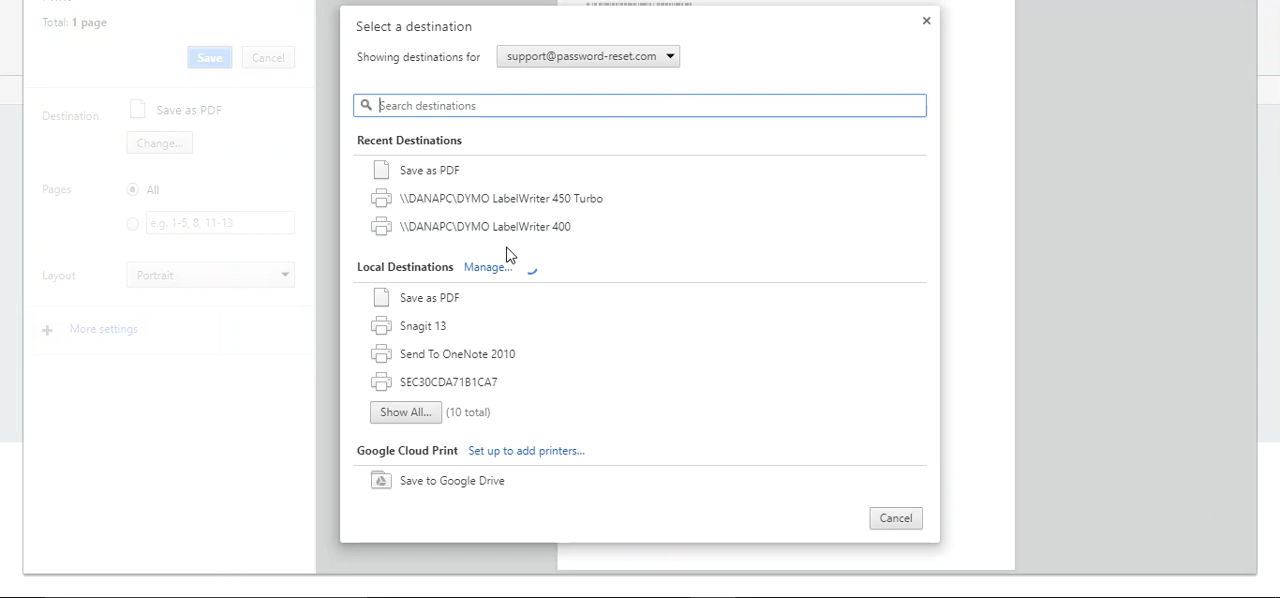 Total: 1 page
Save
Cancel
Destination
Save as PDF
Change...
Pages
All
e.g. 1-5, 8, 11-13
Layout
Portrait
+ More settings
Select a destination
×
Showing destinations for
support@password-reset.com
Search destinations
Recent Destinations
Save as PDF
\\DANAPC\DYMO LabelWriter 450 Turbo
\\DANAPC\DYMO LabelWriter 400
Local Destinations Manage...
Save as PDF
Snagit 13
Send To OneNote 2010
SEC30CDA71B1CA7
Show All... (10 total)
Google Cloud Print Set up to add printers...
Save to Google Drive
Cancel